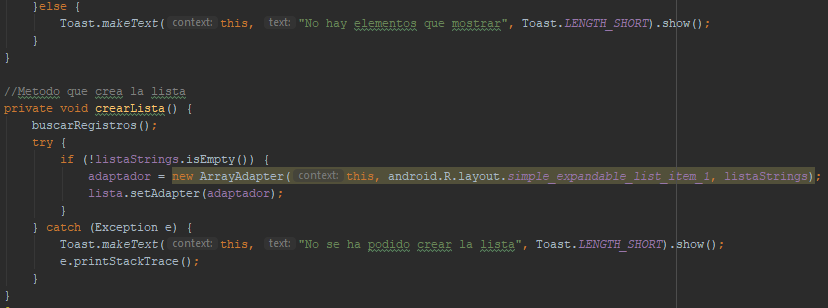 }else {
Toast.makeText( context: this, text: "No hay elementos que mostrar", Toast.LENGTH_SHORT).show();
}
}
//Metodo que crea la lista
private void crearLista() {
buscarRegistros();
try {
if (!listaStrings.isEmpty()) {
adaptador = new ArrayAdapter( context: this, android.R.layout.simple_expandable_list_item_1, listaStrings);
lista.setAdapter(adaptador);
}
} catch (Exception e) {
Toast.makeText( context: this, text: "No se ha podido crear la lista", Toast.LENGTH_SHORT).show();
e.printStackTrace();
}
}